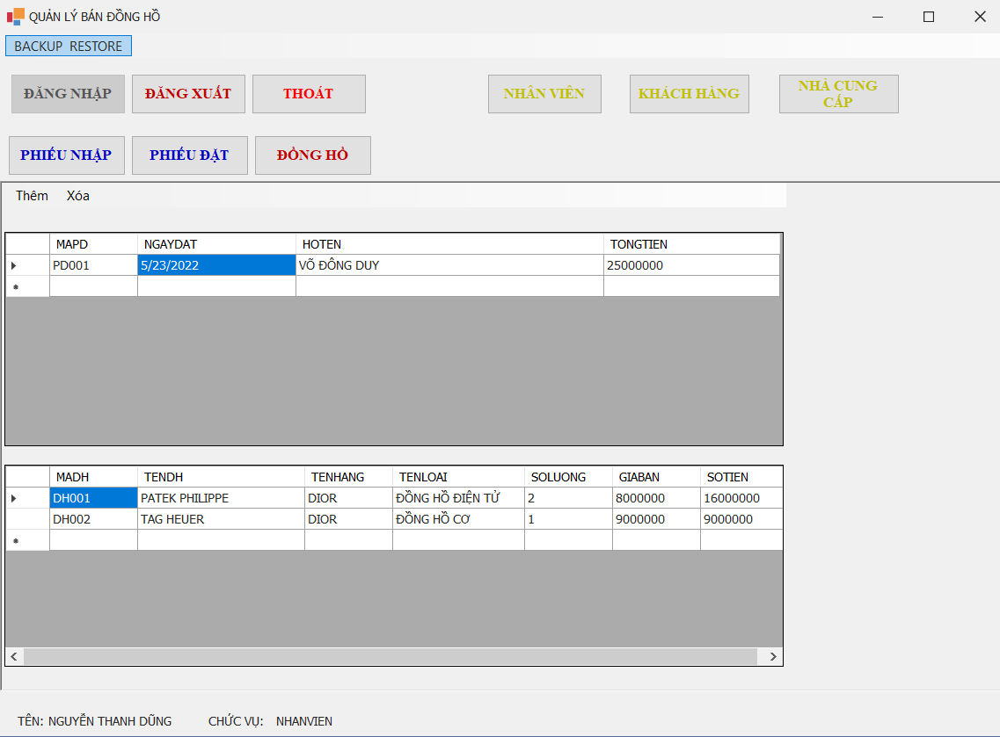 QUẢN LÝ BÁN ĐỒNG HỒ
BACKUP RESTORE
ĐĂNG NHẬP ĐĂNG XUẤT THOÁT NHÂN VIÊN KHÁCH HÀNG NHÀ CUNG CẤP
PHIẾU NHẬP PHIẾU ĐẶT ĐỒNG HỒ
Thêm Xóa
MAPD NGAYDAT HOTEN TONGTIEN
PD001 5/23/2022 VÕ ĐÔNG DUY 25000000
MADH TENDH TENHANG TENLOAI SOLUONG GIABAN SOTIEN
DH001 PATEK PHILIPPE DIOR ĐỒNG HỒ ĐIỆN TỬ 2 8000000 16000000
DH002 TAG HEUER DIOR ĐỒNG HỒ CƠ 1 9000000 9000000
TÊN: NGUYỄN THANH DŨNG CHỨC VỤ: NHANVIEN